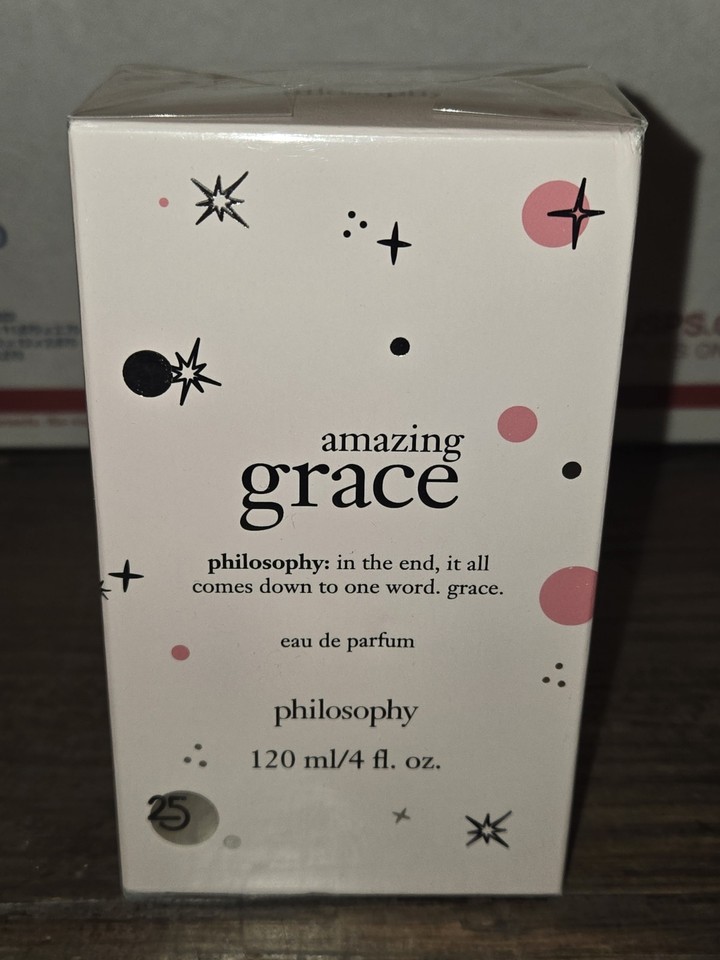 amazing
grace
philosophy: in the end, it all
comes down to one word. grace.
eau de parfum
philosophy
120 ml/4 fl. oz.
25